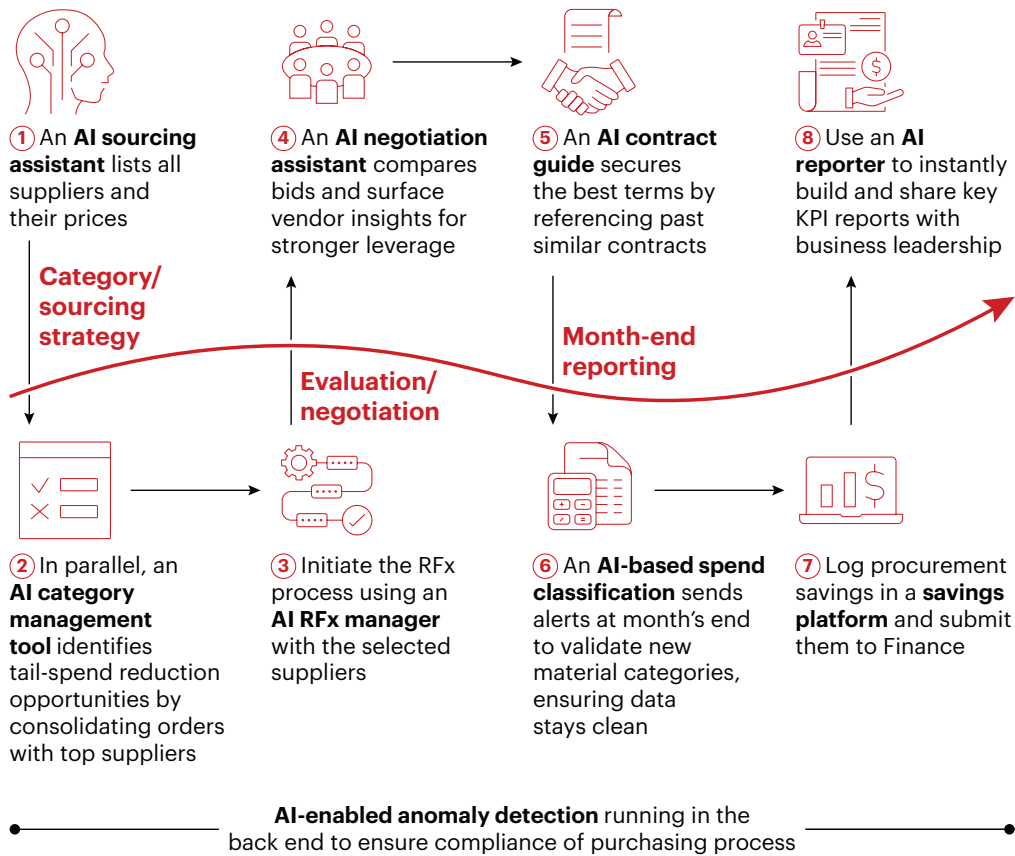 1 An AI sourcing
assistant lists all
suppliers and
their prices
4 An AI negotiation
assistant compares
bids and surface
vendor insights for
stronger leverage
5 An AI contract
guide secures
the best terms by
referencing past
similar contracts
8 Use an AI
reporter to instantly
build and share key
KPI reports with
business leadership
Category/
sourcing
strategy
Evaluation/
negotiation
Month-end
reporting
2 In parallel, an
AI category
management
tool identifies
tail-spend reduction
opportunities by
consolidating orders
with top suppliers
3 Initiate the RFx
process using an
AI RFx manager
with the selected
suppliers
6 An AI-based spend
classification sends
alerts at month’s end
to validate new
material categories,
ensuring data
stays clean
7 Log procurement
savings in a savings
platform and submit
them to Finance
AI-enabled anomaly detection running in the
back end to ensure compliance of purchasing process